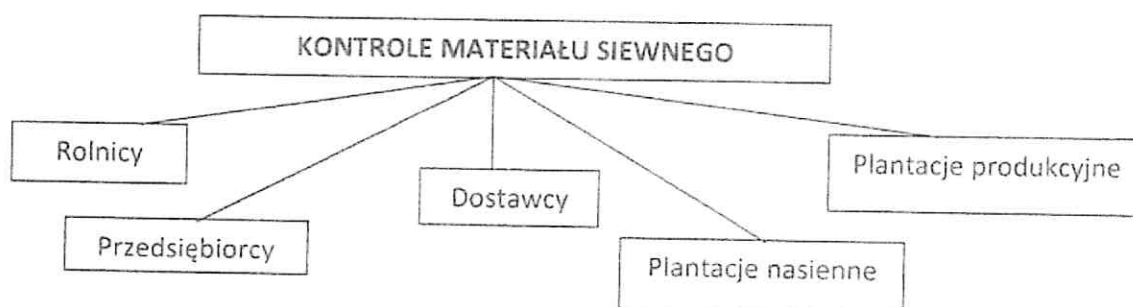 KONTROLE MATERIAŁU SIEWNEGO
Rolnicy
Przedsiębiorcy
Dostawcy
Plantacje nasienne
Plantacje produkcyjne